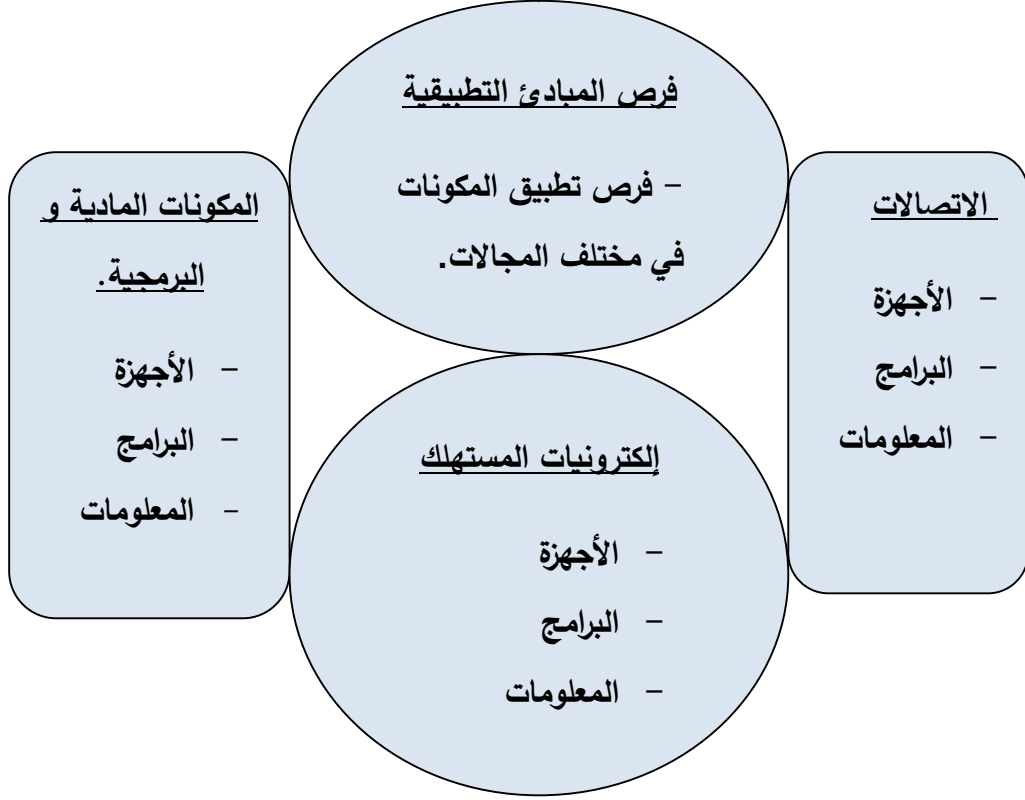 فرص المبادئ التطبيقية
- فرص تطبيق المكونات
في مختلف المجالات.
الاتصالات
- الأجهزة
- البرامج
- المعلومات
المكونات المادية و
البرمجية.
- الأجهزة
- البرامج
- المعلومات
إلكترونيات المستهلك
- الأجهزة
- البرامج
- المعلومات